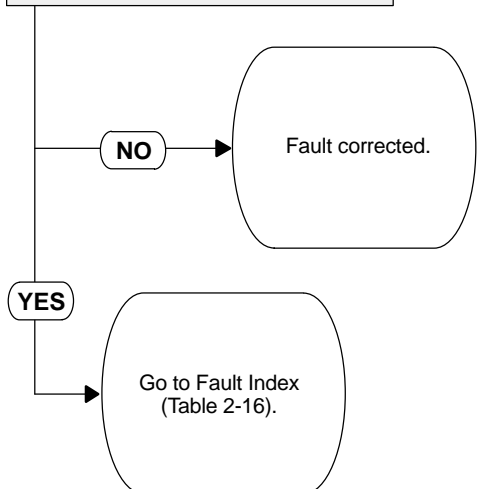 NO
Fault corrected.
YES
Go to Fault Index
(Table 2-16).